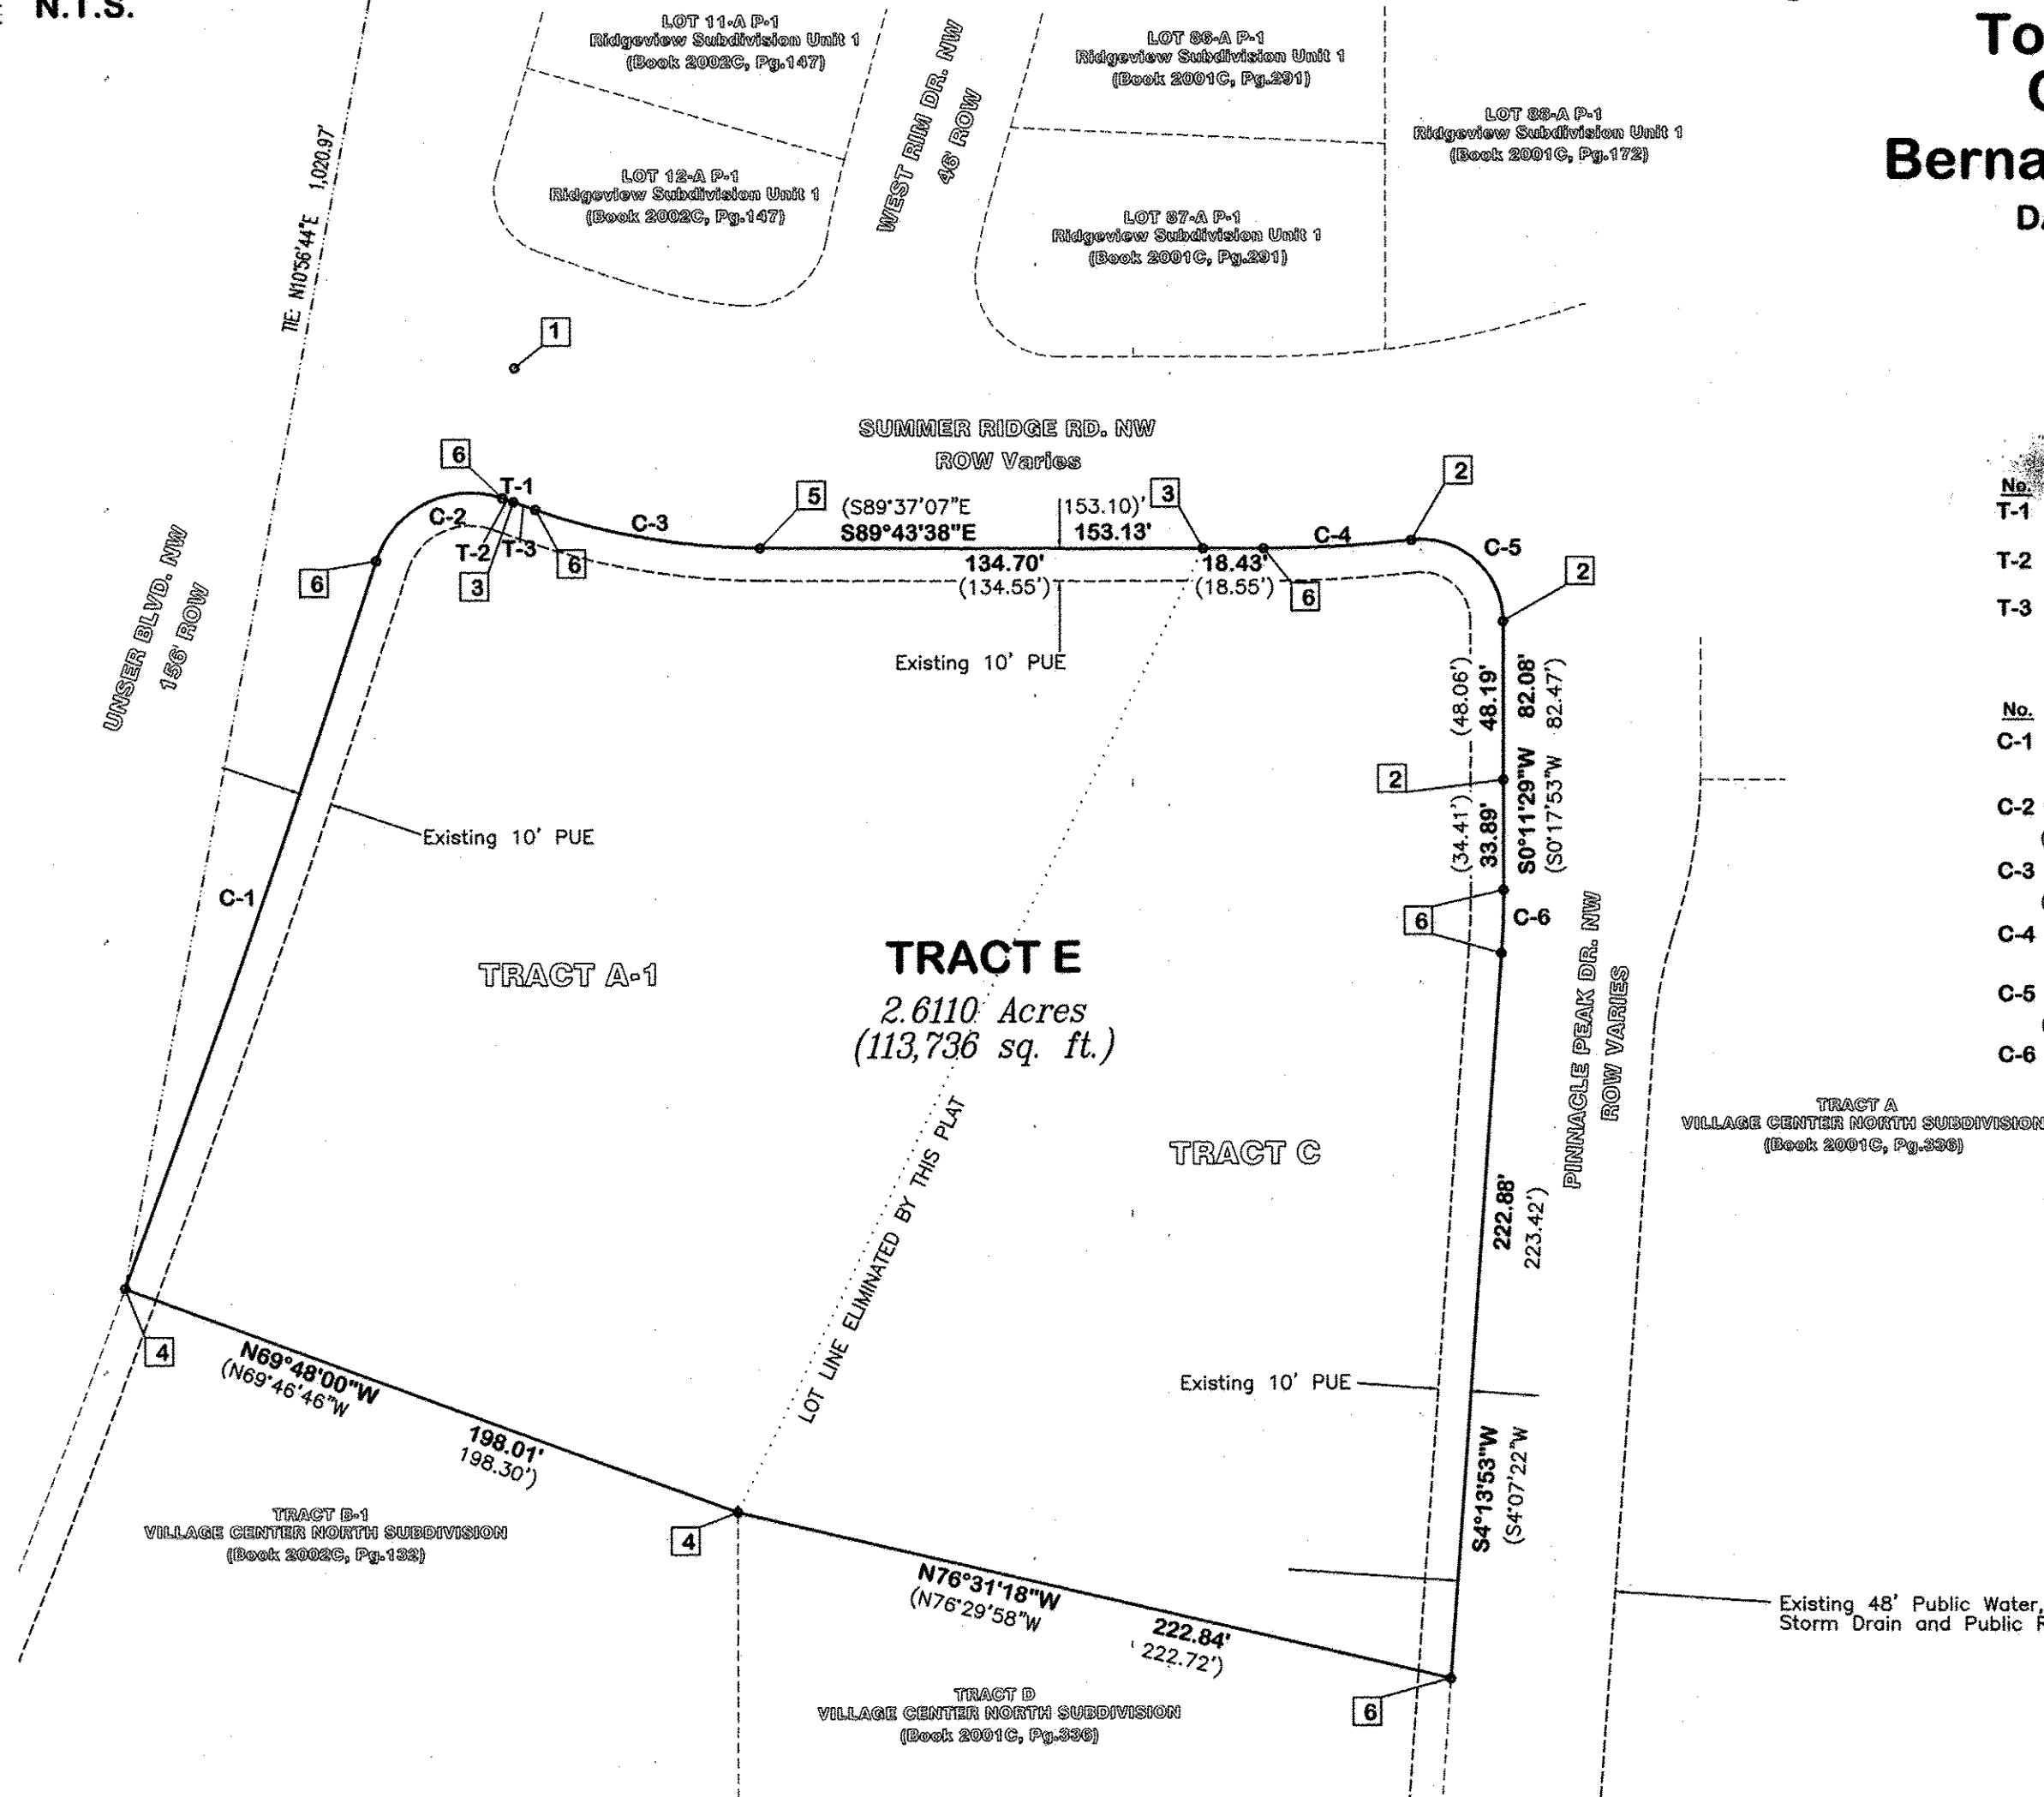 N.T.S.
LOT 11-A P-1
Ridgeview Subdivision Unit 1
(Book 2002C, Pg.147)
LOT 12-A P-1
Ridgeview Subdivision Unit 1
(Book 2002C, Pg.147)
WEST RIM DR. NW
46' ROW
LOT 86-A P-1
Ridgeview Subdivision Unit 1
(Book 2001C, Pg.291)
LOT 87-A P-1
Ridgeview Subdivision Unit 1
(Book 2001C, Pg.291)
LOT 88-A P-1
Ridgeview Subdivision Unit 1
(Book 2001C, Pg.172)
To
Berna
TIE: N10°56'44"E 1,020.97'
1
SUMMER RIDGE RD. NW
ROW Varies
6
T-1
C-2
T-2
T-3
3
6
6
C-3
5
(S89°37'07"E 153.10)'
S89°43'38"E 153.13'
134.70'
(134.55')
3
18.43'
(18.55')
6
C-4
2
C-5
2
Existing 10' PUE
UNSER BLVD. NW
156' ROW
Existing 10' PUE
C-1
(48.06')
48.19'
82.08'
82.47')
2
(34.41')
33.89'
S0°11'29"W
(S0°17'53"W
6
C-6
TRACT A-1
TRACT E
2.6110 Acres
(113,736 sq. ft.)
TRACT C
LOT LINE ELIMINATED BY THIS PLAT
PINNACLE PEAK DR. NW
ROW VARIES
222.88'
223.42')
S4°13'53"W
(S4°07'22"W
Existing 10' PUE
4
N69°48'00"W
(N69°46'46"W
198.01'
198.30')
4
N76°31'18"W
(N76°29'58"W
222.84'
222.72')
6
TRACT B-1
VILLAGE CENTER NORTH SUBDIVISION
(Book 2002C, Pg.132)
TRACT D
VILLAGE CENTER NORTH SUBDIVISION
(Book 2001C, Pg.336)
TRACT A
VILLAGE CENTER NORTH SUBDIVISION
(Book 2001C, Pg.336)
Existing 48' Public Water,
Storm Drain and Public
No.
T-1
T-2
T-3
No.
C-1
C-2
C-3
C-4
C-5
C-6